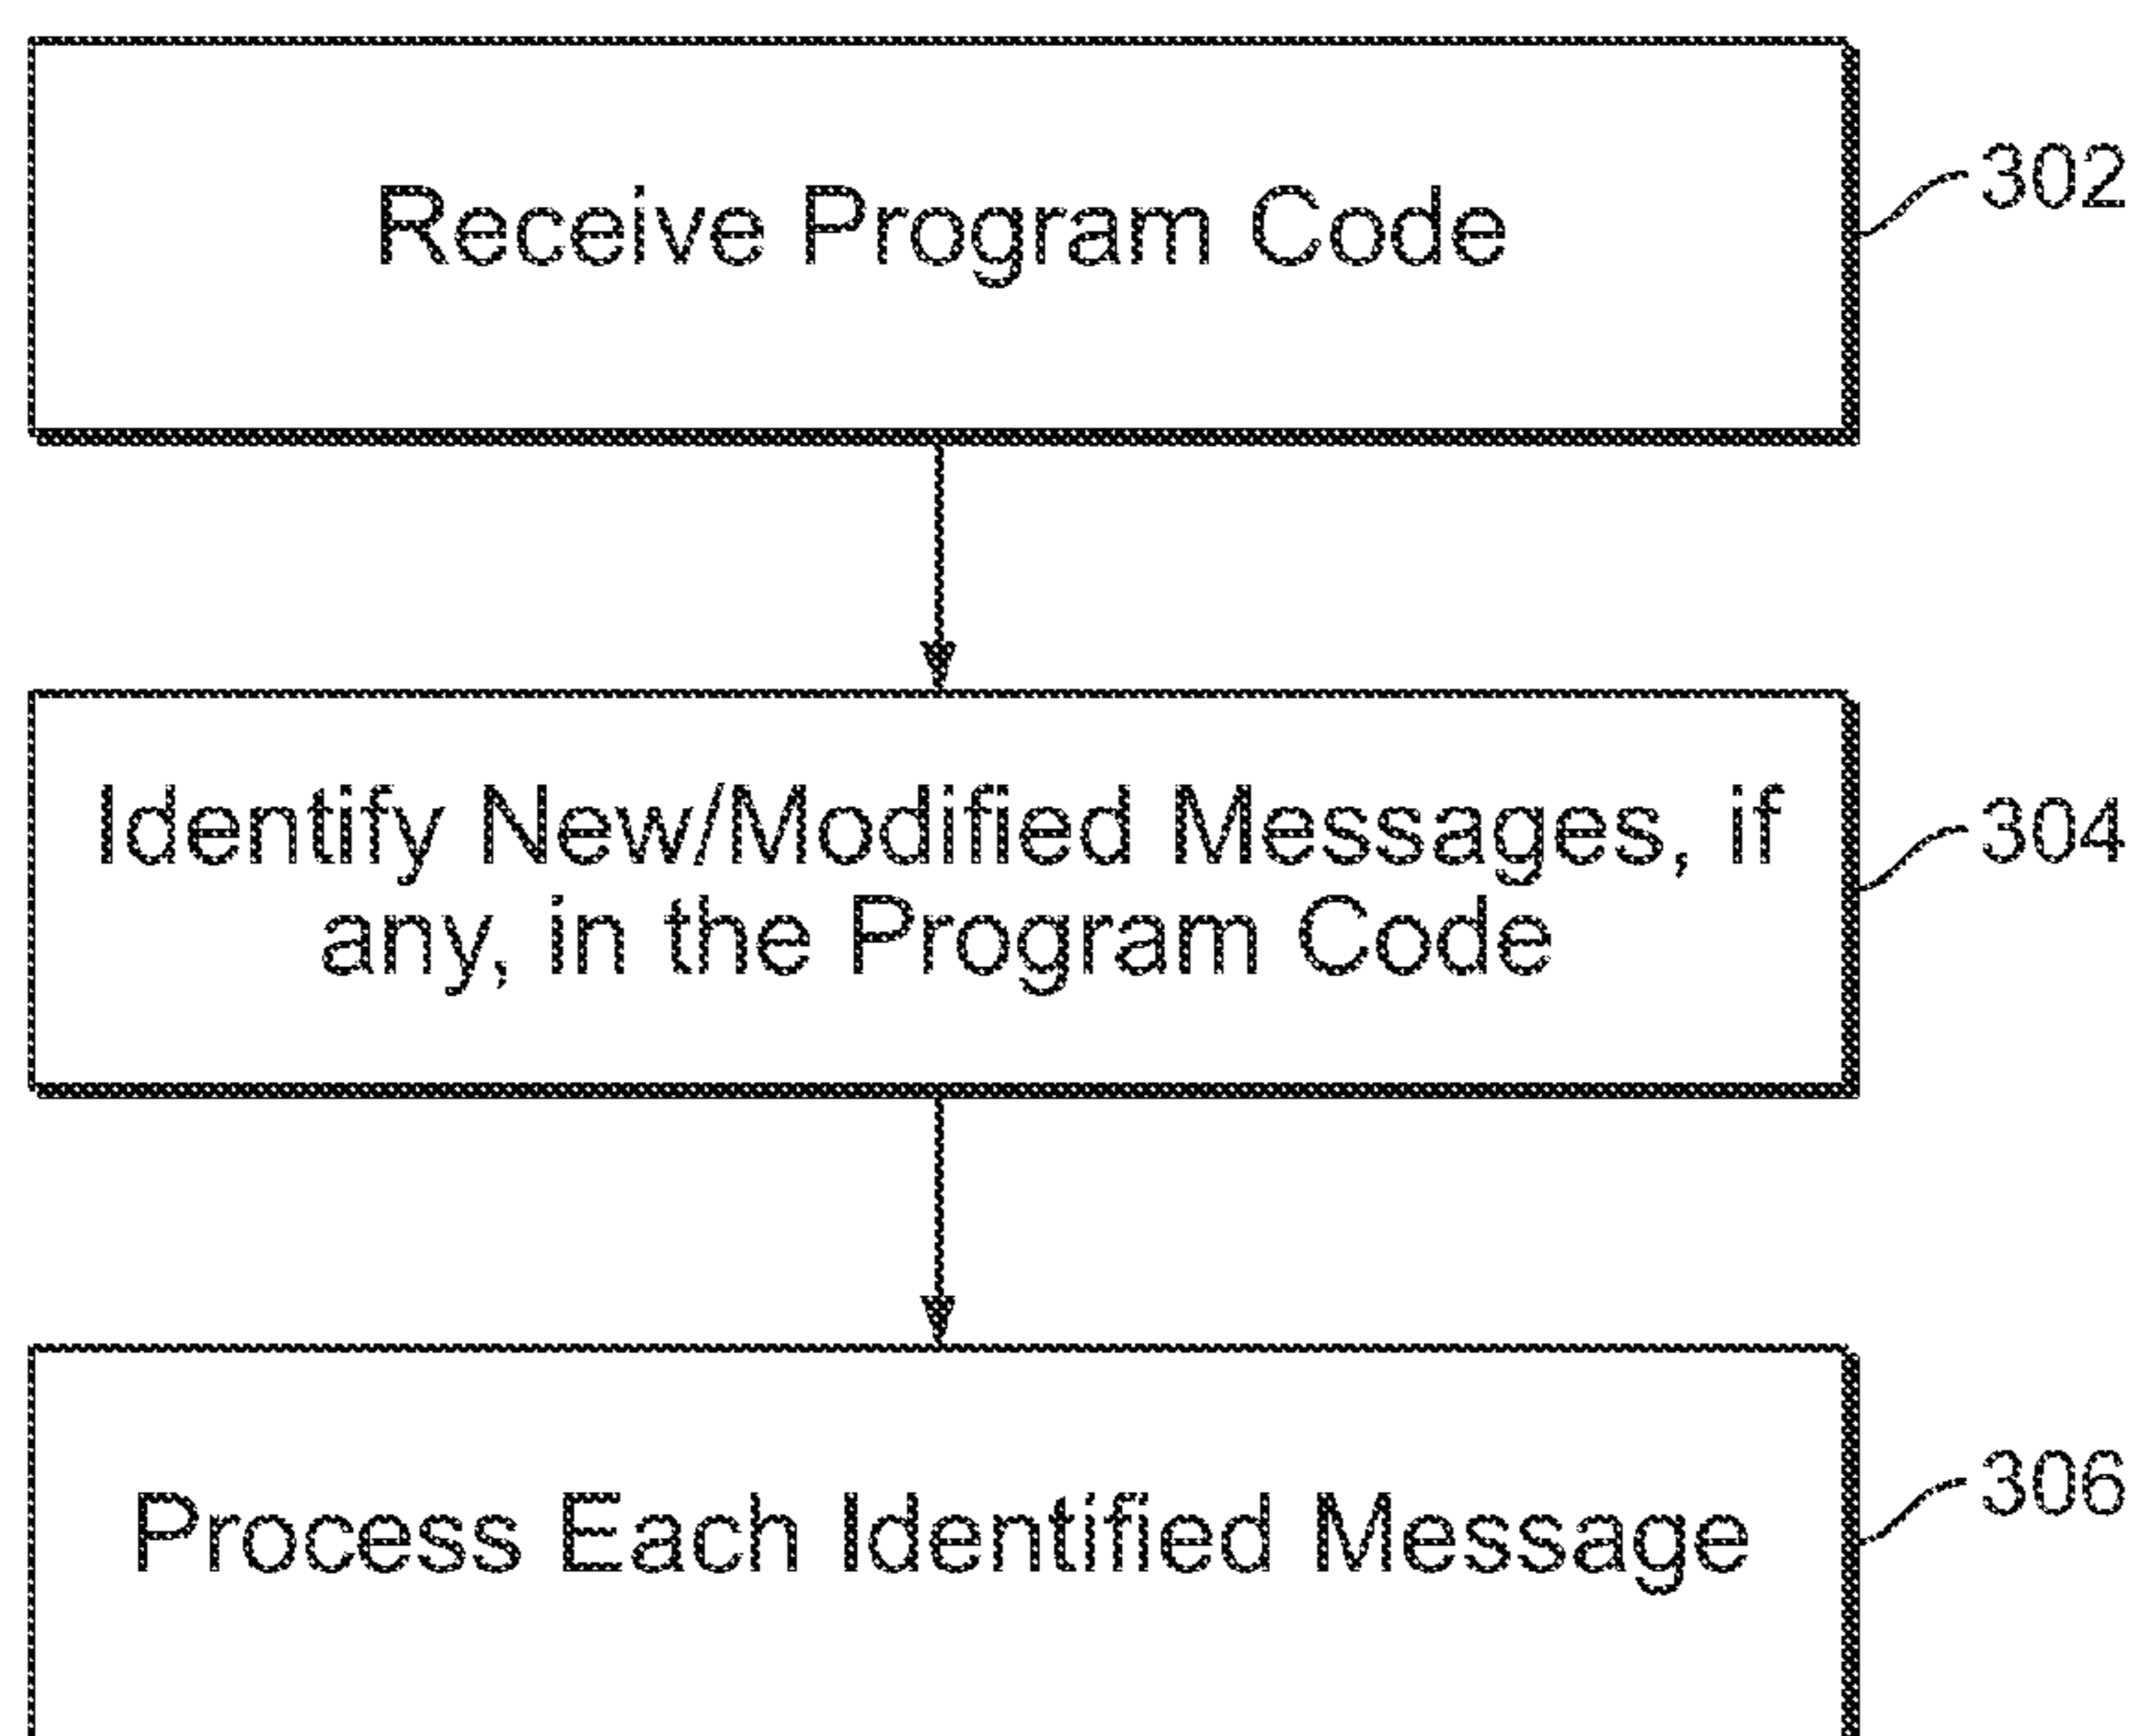 Receive Program Code
302
Identify New/Modified Messages, if
any, in the Program Code
304
Process Each Identified Message
306